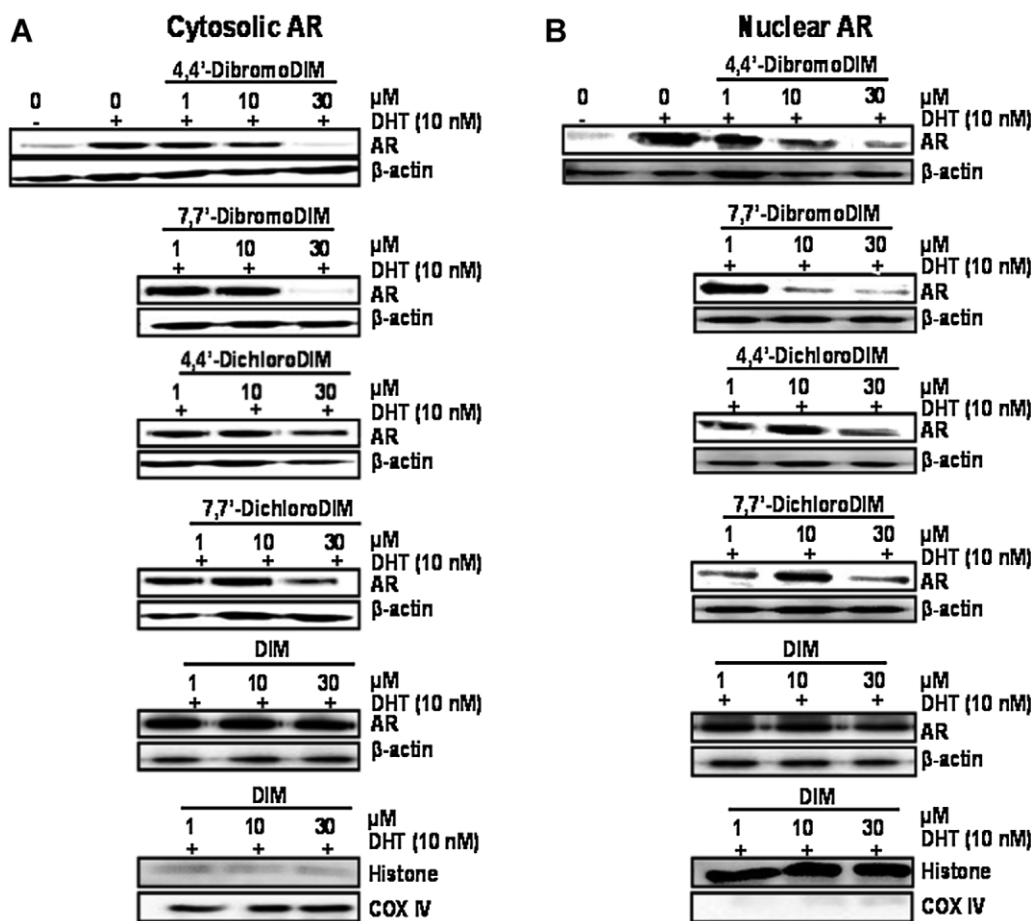 A Cytosolic AR
4,4'-DibromoDIM
0 0 1 10 30 µM
- + + + + DHT (10 nM)
AR
β-actin
7,7'-DibromoDIM
1 10 30 µM
+ + + DHT (10 nM)
AR
β-actin
4,4'-DichloroDIM
1 10 30 µM
+ + + DHT (10 nM)
AR
β-actin
7,7'-DichloroDIM
1 10 30 µM
+ + + DHT (10 nM)
AR
β-actin
DIM
1 10 30 µM
+ + + DHT (10 nM)
AR
β-actin
DIM
1 10 30 µM
+ + + DHT (10 nM)
Histone
COX IV
B Nuclear AR
4,4'-DibromoDIM
0 0 1 10 30 µM
- + + + + DHT (10 nM)
AR
β-actin
7,7'-DibromoDIM
1 10 30 µM
+ + + DHT (10 nM)
AR
β-actin
4,4'-DichloroDIM
1 10 30 µM
+ + + DHT (10 nM)
AR
β-actin
7,7'-DichloroDIM
1 10 30 µM
+ + + DHT (10 nM)
AR
β-actin
DIM
1 10 30 µM
+ + + DHT (10 nM)
AR
β-actin
DIM
1 10 30 µM
+ + + DHT (10 nM)
Histone
COX IV